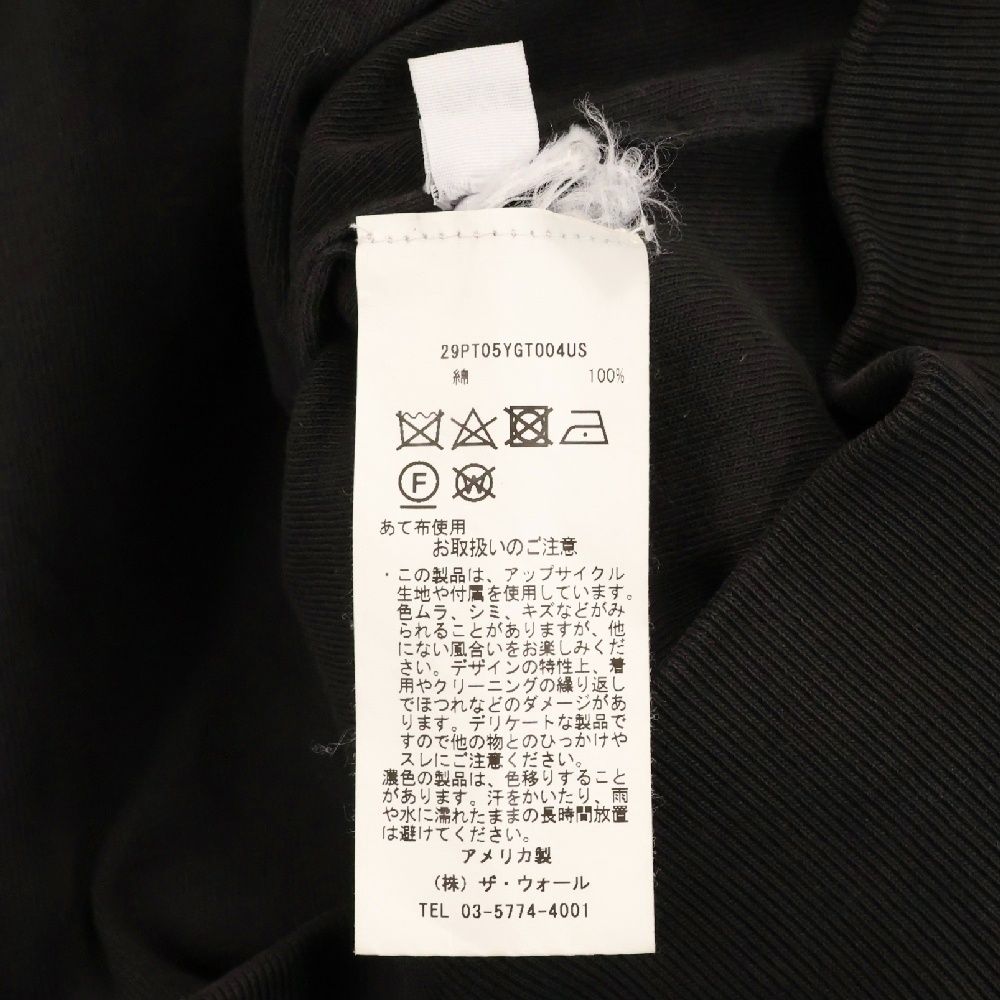 29PT05YGT004US
綿 100%
F W
あて布使用
お取扱いのご注意
・この製品は、アップサイクル
生地や付属を使用しています。
色ムラ、シミ、キズなどがみ
られることがありますが、他
にない風合いをお楽しみくだ
さい。デザインの特性上、着
用やクリーニングの繰り返し
でほつれなどのダメージがあ
ります。デリケートな製品で
すので他の物とのひっかけや
スレにご注意ください。
濃色の製品は、色移りすること
があります。汗をかいたり、雨
や水に濡れたままの長時間放置
は避けてください。
アメリカ製
(株) ザ・ウォール
TEL 03-5774-4001